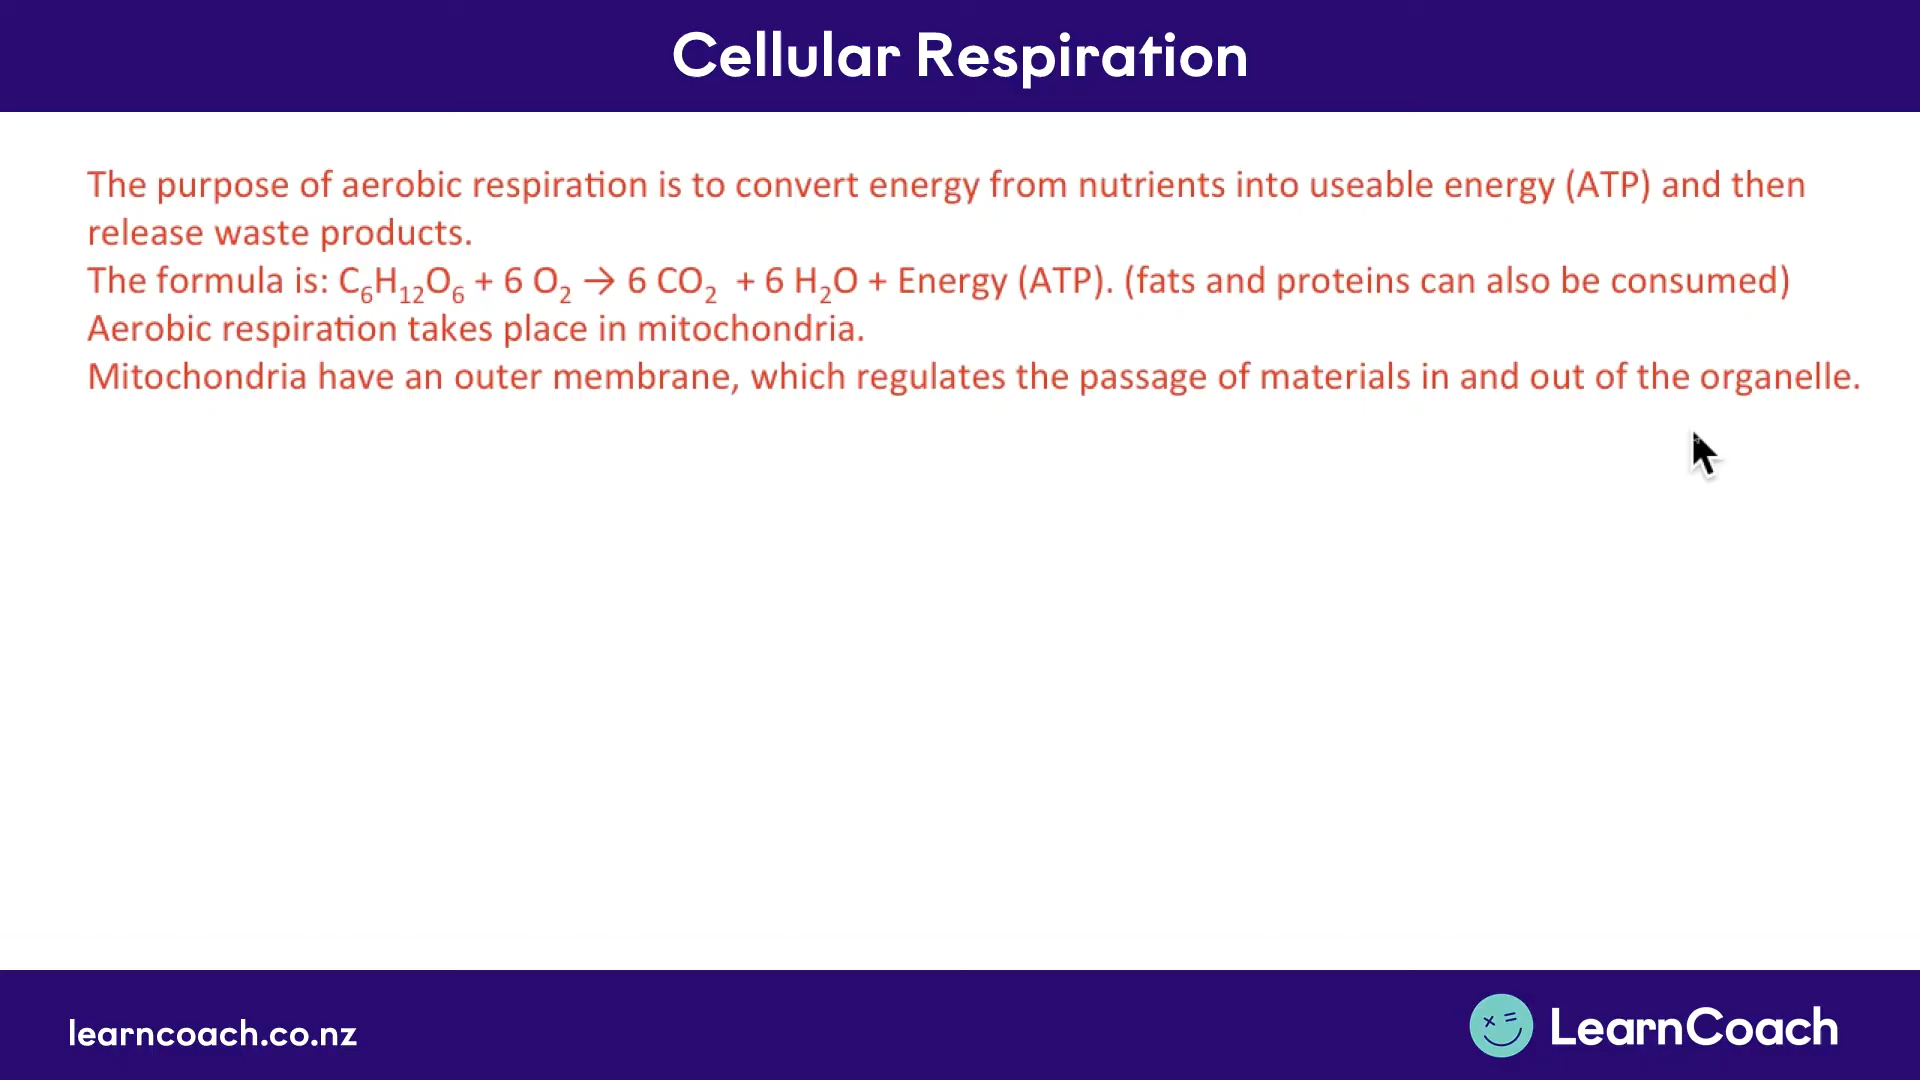 Cellular Respiration
The purpose of aerobic respiration is to convert energy from nutrients into useable energy (ATP) and then
release waste products.
The formula is: C₆H₁₂O₆ + 6 O₂ → 6 CO₂ + 6 H₂O + Energy (ATP). (fats and proteins can also be consumed)
Aerobic respiration takes place in mitochondria.
Mitochondria have an outer membrane, which regulates the passage of materials in and out of the organelle.
learncoach.co.nz
LearnCoach